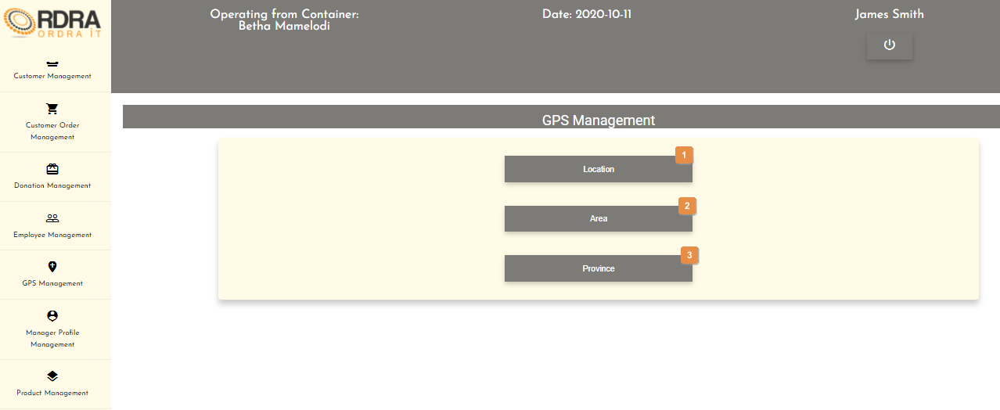 RDRA
ORDRA IT
Operating from Container:
Betha Mamelodi
Date: 2020-10-11
James Smith
Customer Management
Customer Order
Management
Donation Management
Employee Management
GPS Management
Manager Profile
Management
Product Management
GPS Management
1
Location
2
Area
3
Province